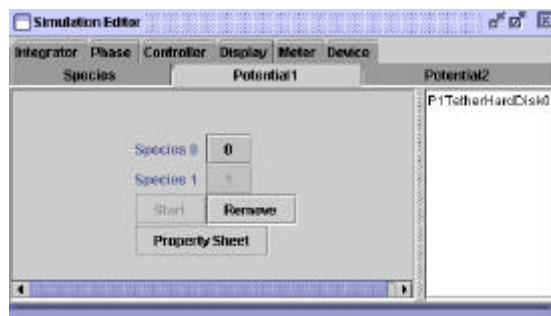 Simulation Editor
Integrator Phase Controller Display Meter Device
Species Potential1 Potential2
P1TetherHardDisk0
Species 0 0
Species 1 1
Start Remove
Property Sheet